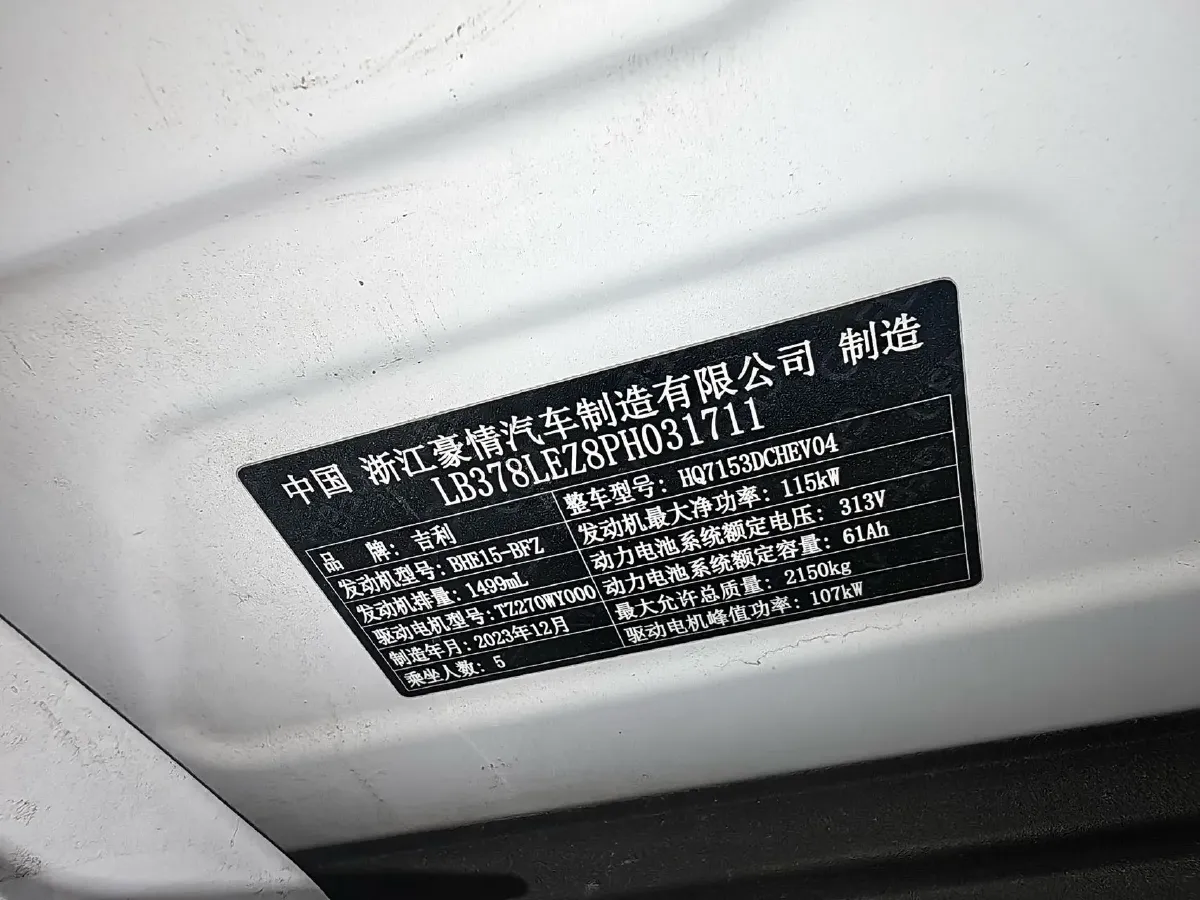 中国 浙江豪情汽车制造有限公司 制造
LB378LEZ8PH031711
品 牌: 吉利 整车型号: HQ7153DCHEV04
发动机型号: BHE15-BFZ 发动机最大净功率: 115kW
发动机排量: 1499mL 动力电池系统额定电压: 313V
驱动电机型号: TZ270WY000 动力电池系统额定容量: 61Ah
制造年月: 2023年12月 最大允许总质量: 2150kg
乘坐人数: 5 驱动电机峰值功率: 107kW